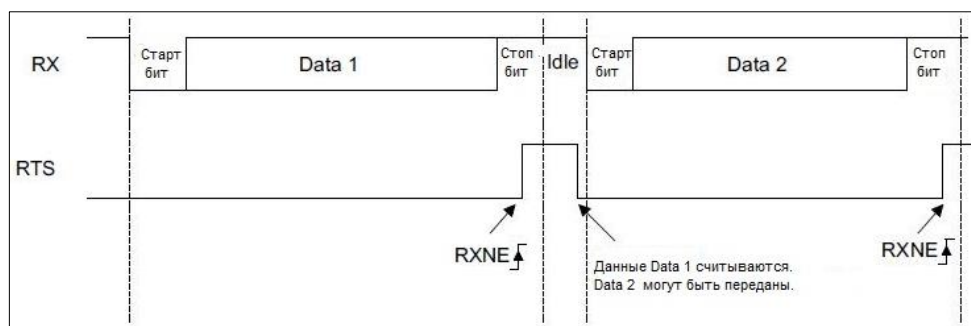 RX
Старт
бит
Data 1
Стоп
бит
Idle
Старт
бит
Data 2
Стоп
бит
RTS
RXNE
Данные Data 1 считываются.
Data 2 могут быть переданы.
RXNE